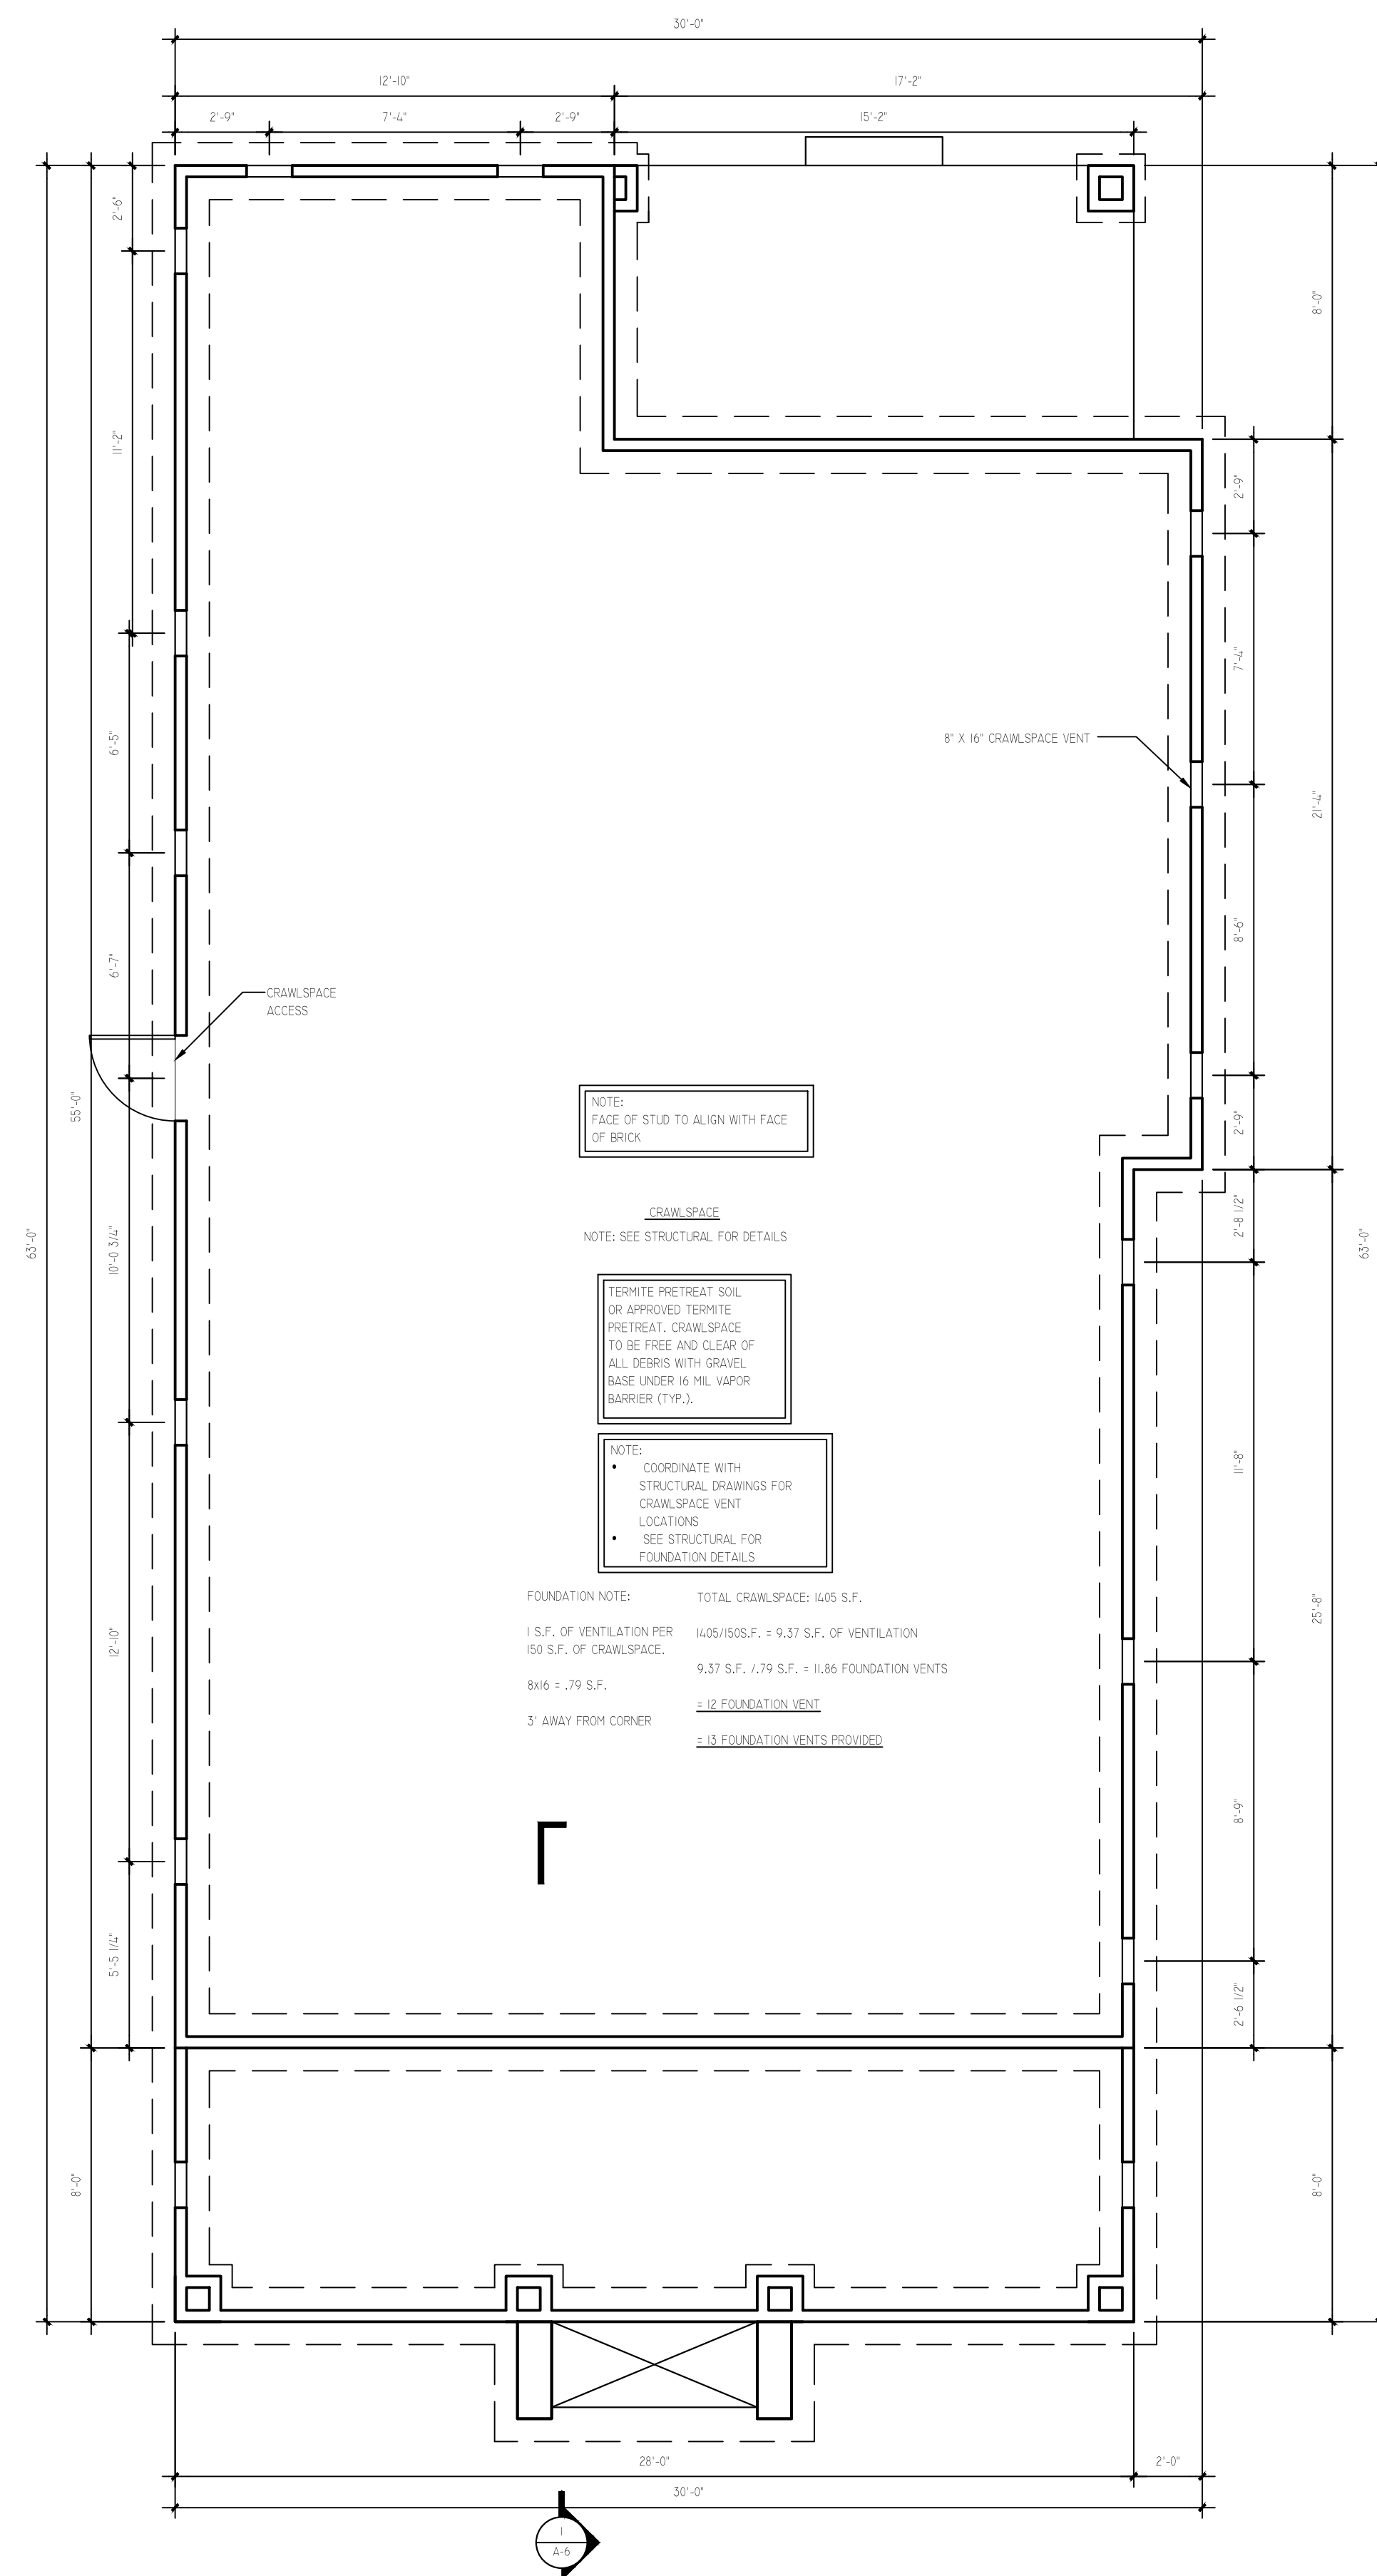 30'-0"
12'-10"
17'-2"
2'-9"
7'-4"
2'-9"
15'-2"
2'-6"
11'-2"
6'-5"
6'-7"
10'-0 3/4"
12'-10"
5'-5 1/4"
55'-0"
8'-0"
63'-0"
8'-0"
21'-4"
25'-8"
8'-0"
63'-0"
2'-9"
7'-4"
8'-6"
2'-9"
2'-8 1/2"
11'-8"
8'-9"
2'-6 1/2"
8" X 16" CRAWLSPACE VENT
CRAWLSPACE
ACCESS
NOTE:
FACE OF STUD TO ALIGN WITH FACE
OF BRICK
CRAWLSPACE
NOTE: SEE STRUCTURAL FOR DETAILS
TERMITE PRETREAT SOIL
OR APPROVED TERMITE
PRETREAT. CRAWLSPACE
TO BE FREE AND CLEAR OF
ALL DEBRIS WITH GRAVEL
BASE UNDER 16 MIL VAPOR
BARRIER (TYP.).
NOTE:
• COORDINATE WITH
STRUCTURAL DRAWINGS FOR
CRAWLSPACE VENT
LOCATIONS
• SEE STRUCTURAL FOR
FOUNDATION DETAILS
FOUNDATION NOTE:
1 S.F. OF VENTILATION PER
150 S.F. OF CRAWLSPACE.
8x16 = .79 S.F.
3' AWAY FROM CORNER
TOTAL CRAWLSPACE: 1405 S.F.
1405/150S.F. = 9.37 S.F. OF VENTILATION
9.37 S.F. /.79 S.F. = 11.86 FOUNDATION VENTS
= 12 FOUNDATION VENT
= 13 FOUNDATION VENTS PROVIDED
28'-0"
2'-0"
30'-0"
1
A-6